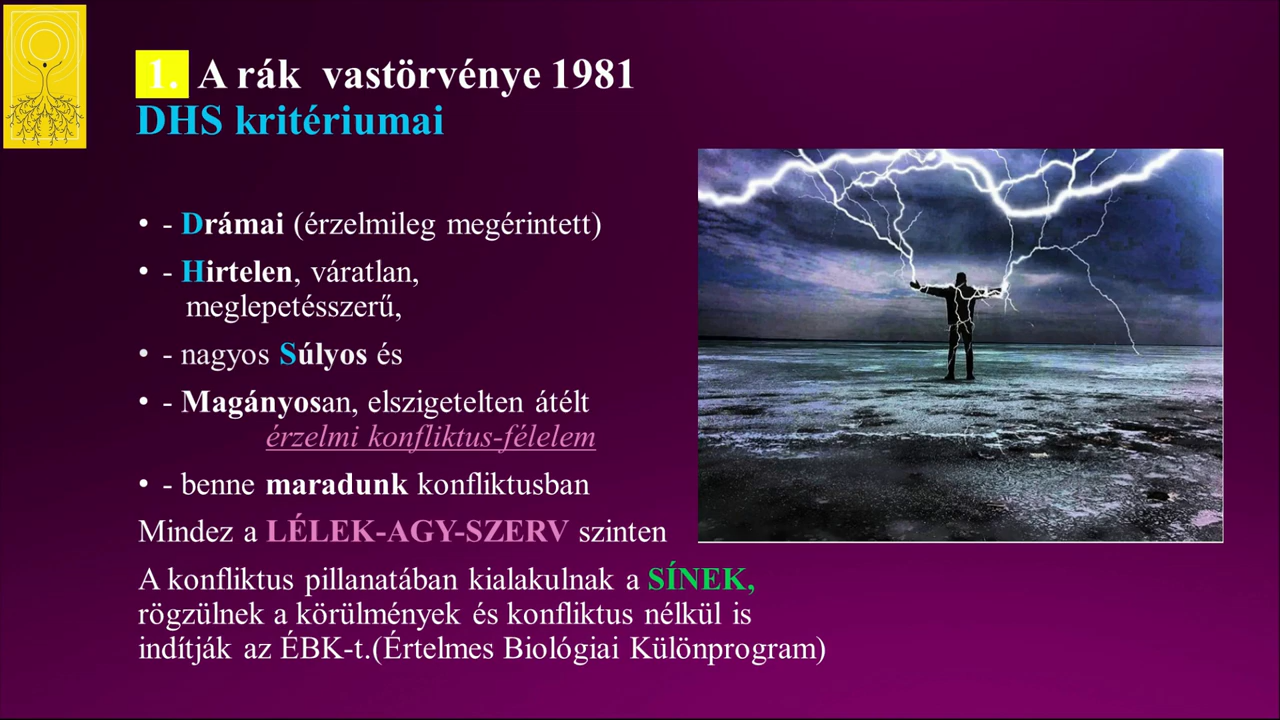 1. A rák vastörvénye 1981
DHS kritériumai
• - Drámai (érzelmileg megérintett)
• - Hirtelen, váratlan,
meglepetésszerű,
• - nagyos Súlyos és
• - Magányosan, elszigetelten átélt
érzelmi konfliktus-félelem
• - benne maradunk konfliktusban
Mindez a LÉLEK-AGY-SZERV szinten
A konfliktus pillanatában kialakulnak a SÍNEK,
rögzülnek a körülmények és konfliktus nélkül is
indítják az ÉBK-t.(Értelmes Biológiai Különprogram)